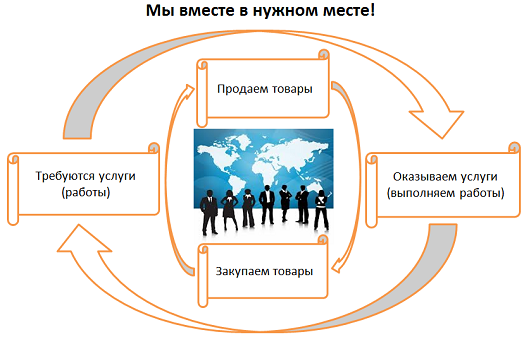 Мы вместе в нужном месте!
Продаем товары
Требуются услуги
(работы)
Оказываем услуги
(выполняем работы)
Закупаем товары